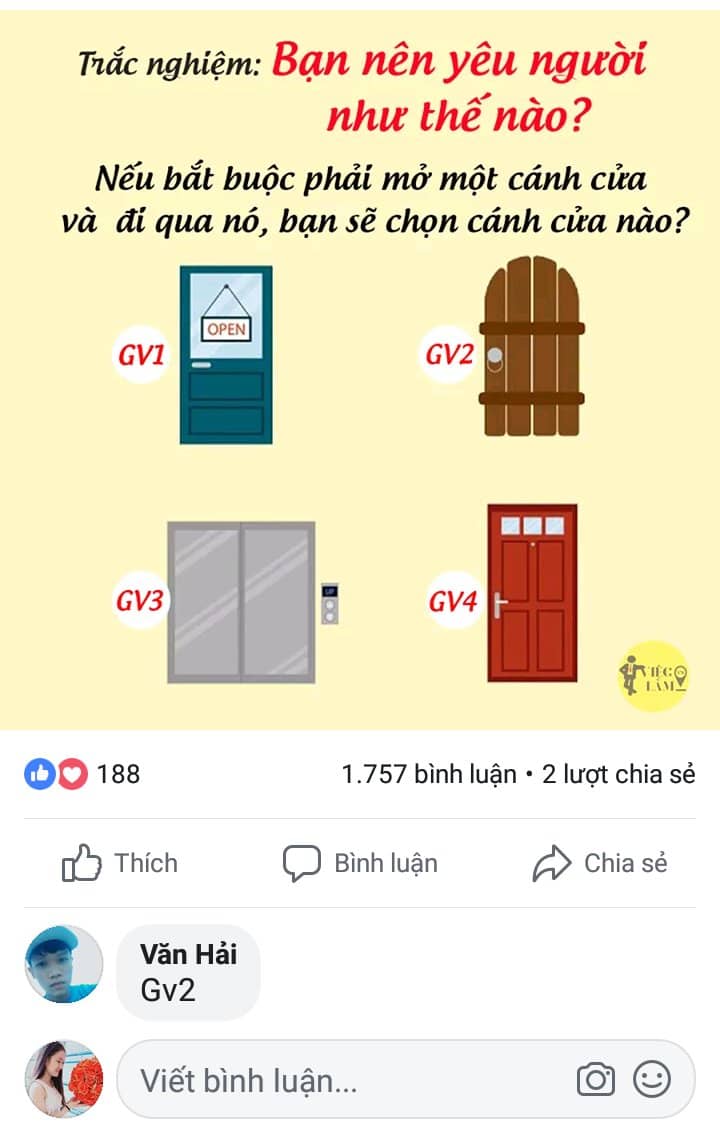 Trắc nghiệm: Bạn nên yêu người
như thế nào?
Nếu bắt buộc phải mở một cánh cửa
và đi qua nó, bạn sẽ chọn cánh cửa nào?
OPEN
GV1
GV2
UP
GV3
GV4
VIỆC
LÀM
188
1.757 bình luận • 2 lượt chia sẻ
Thích
Bình luận
Chia sẻ
Văn Hải
Gv2
Viết bình luận...